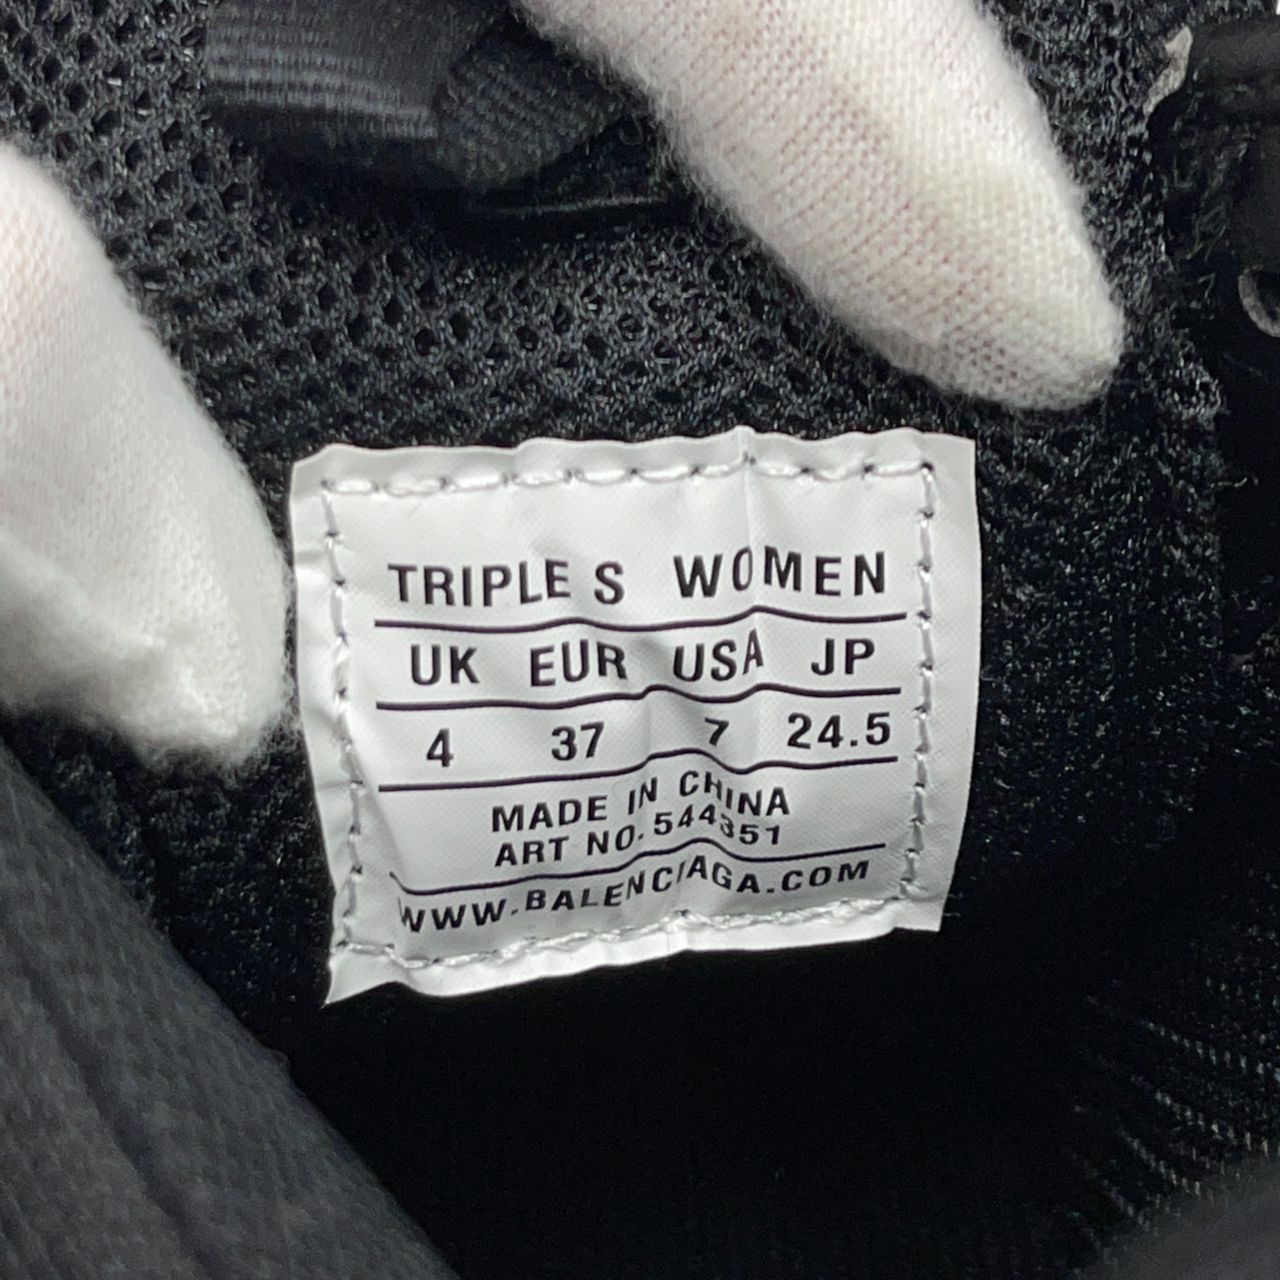 TRIPLE S WOMEN
UK EUR USA JP
4 37 7 24.5
MADE IN CHINA
ART NO. 544351
WWW.BALENCIAGA.COM